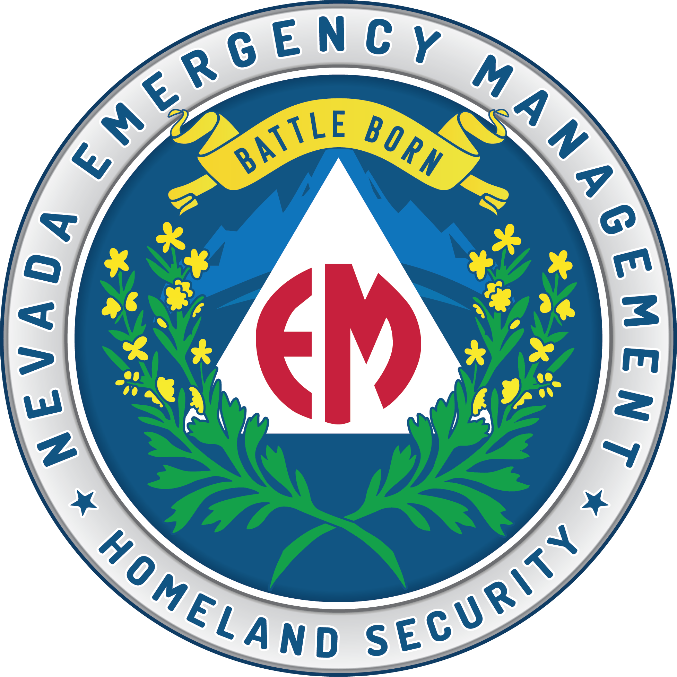 NEVADA EMERGENCY MANAGEMENT
BATTLE BORN
EM
HOMELAND SECURITY